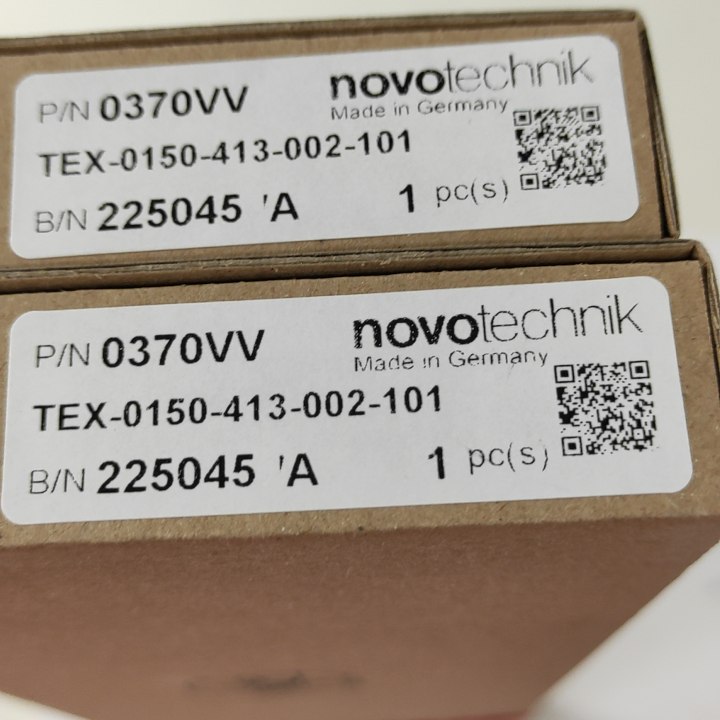 novotechnik
P/N 0370VV
Made in Germany
TEX-0150-413-002-101
B/N 225045 'A 1 pc(s)
novotechnik
P/N 0370VV
Made in Germany
TEX-0150-413-002-101
B/N 225045 'A 1 pc(s)